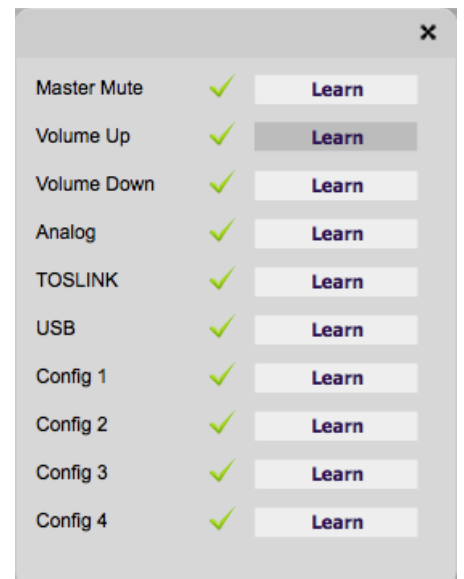 Master Mute Learn
Volume Up Learn
Volume Down Learn
Analog Learn
TOSLINK Learn
USB Learn
Config 1 Learn
Config 2 Learn
Config 3 Learn
Config 4 Learn